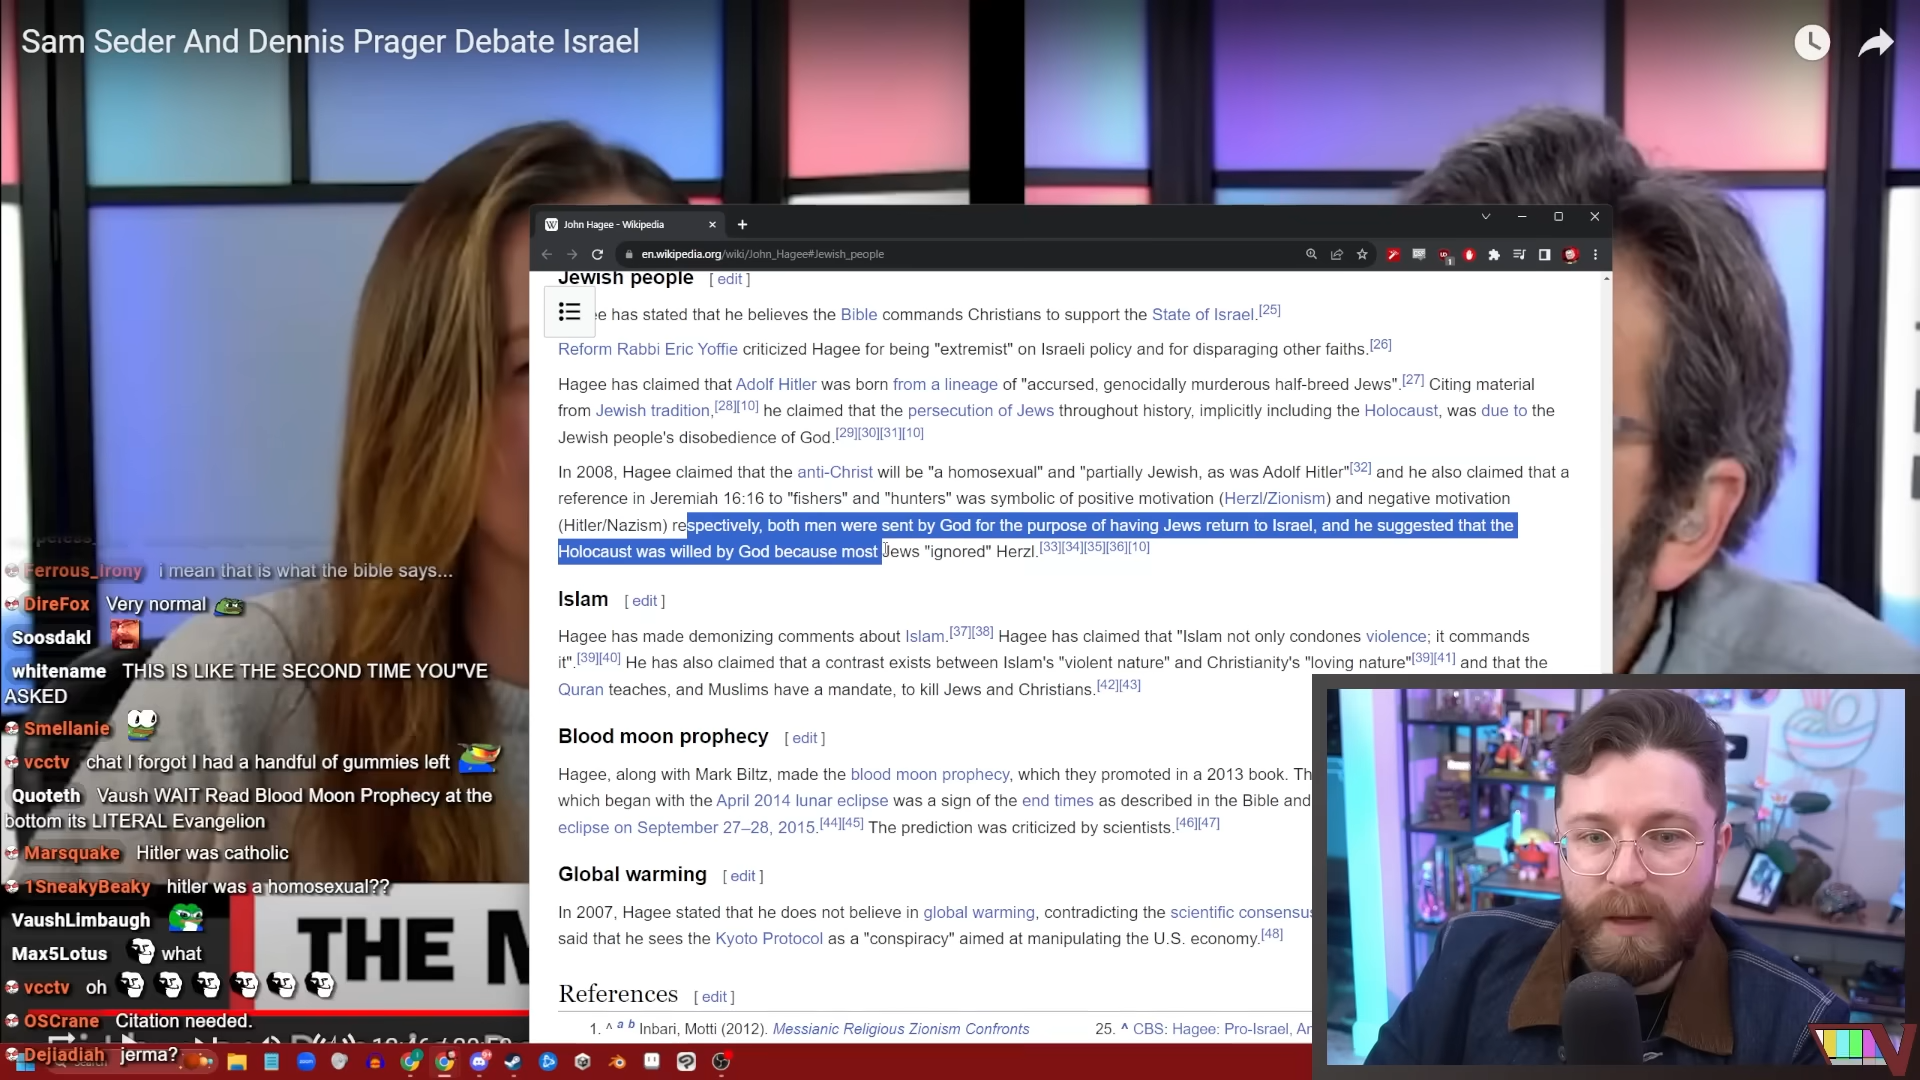 Sam Seder And Dennis Prager Debate Israel
John Hagee - Wikipedia
en.wikipedia.org/wiki/John_Hagee#Jewish_people
Jewish people [ edit ]
ee has stated that he believes the Bible commands Christians to support the State of Israel.[25]
Reform Rabbi Eric Yoffie criticized Hagee for being "extremist" on Israeli policy and for disparaging other faiths.[26]
Hagee has claimed that Adolf Hitler was born from a lineage of "accursed, genocidally murderous half-breed Jews".[27] Citing material
from Jewish tradition,[28][10] he claimed that the persecution of Jews throughout history, implicitly including the Holocaust, was due to the
Jewish people's disobedience of God.[29][30][31][10]
In 2008, Hagee claimed that the anti-Christ will be "a homosexual" and "partially Jewish, as was Adolf Hitler"[32] and he also claimed that a
reference in Jeremiah 16:16 to "fishers" and "hunters" was symbolic of positive motivation (Herzl/Zionism) and negative motivation
(Hitler/Nazism) respectively, both men were sent by God for the purpose of having Jews return to Israel, and he suggested that the
Holocaust was willed by God because most Jews "ignored" Herzl.[33][34][35][36][10]
Islam [ edit ]
Hagee has made demonizing comments about Islam.[37][38] Hagee has claimed that "Islam not only condones violence; it commands
it".[39][40] He has also claimed that a contrast exists between Islam's "violent nature" and Christianity's "loving nature"[39][41] and that the
Quran teaches, and Muslims have a mandate, to kill Jews and Christians.[42][43]
Blood moon prophecy [ edit ]
Hagee, along with Mark Biltz, made the blood moon prophecy, which they promoted in a 2013 book. Th
which began with the April 2014 lunar eclipse was a sign of the end times as described in the Bible and
eclipse on September 27–28, 2015.[44][45] The prediction was criticized by scientists.[46][47]
Global warming [ edit ]
In 2007, Hagee stated that he does not believe in global warming, contradicting the scientific consensus
said that he sees the Kyoto Protocol as a "conspiracy" aimed at manipulating the U.S. economy.[48]
References [ edit ]
1. ^ a b Inbari, Motti (2012). Messianic Religious Zionism Confronts
25. ^ CBS: Hagee: Pro-Israel, An
Ferrous_Irony i mean that is what the bible says...
DireFox Very normal
Soosdakl
whitename THIS IS LIKE THE SECOND TIME YOU"VE
ASKED
Smellanie
vcctv chat I forgot I had a handful of gummies left
Quoteth Vaush WAIT Read Blood Moon Prophecy at the
bottom its LITERAL Evangelion
Marsquake Hitler was catholic
1SneakyBeaky hitler was a homosexual??
VaushLimbaugh
Max5Lotus what
vcctv oh
OSCrane Citation needed.
Dejiadiah jerma?
THE M
Search